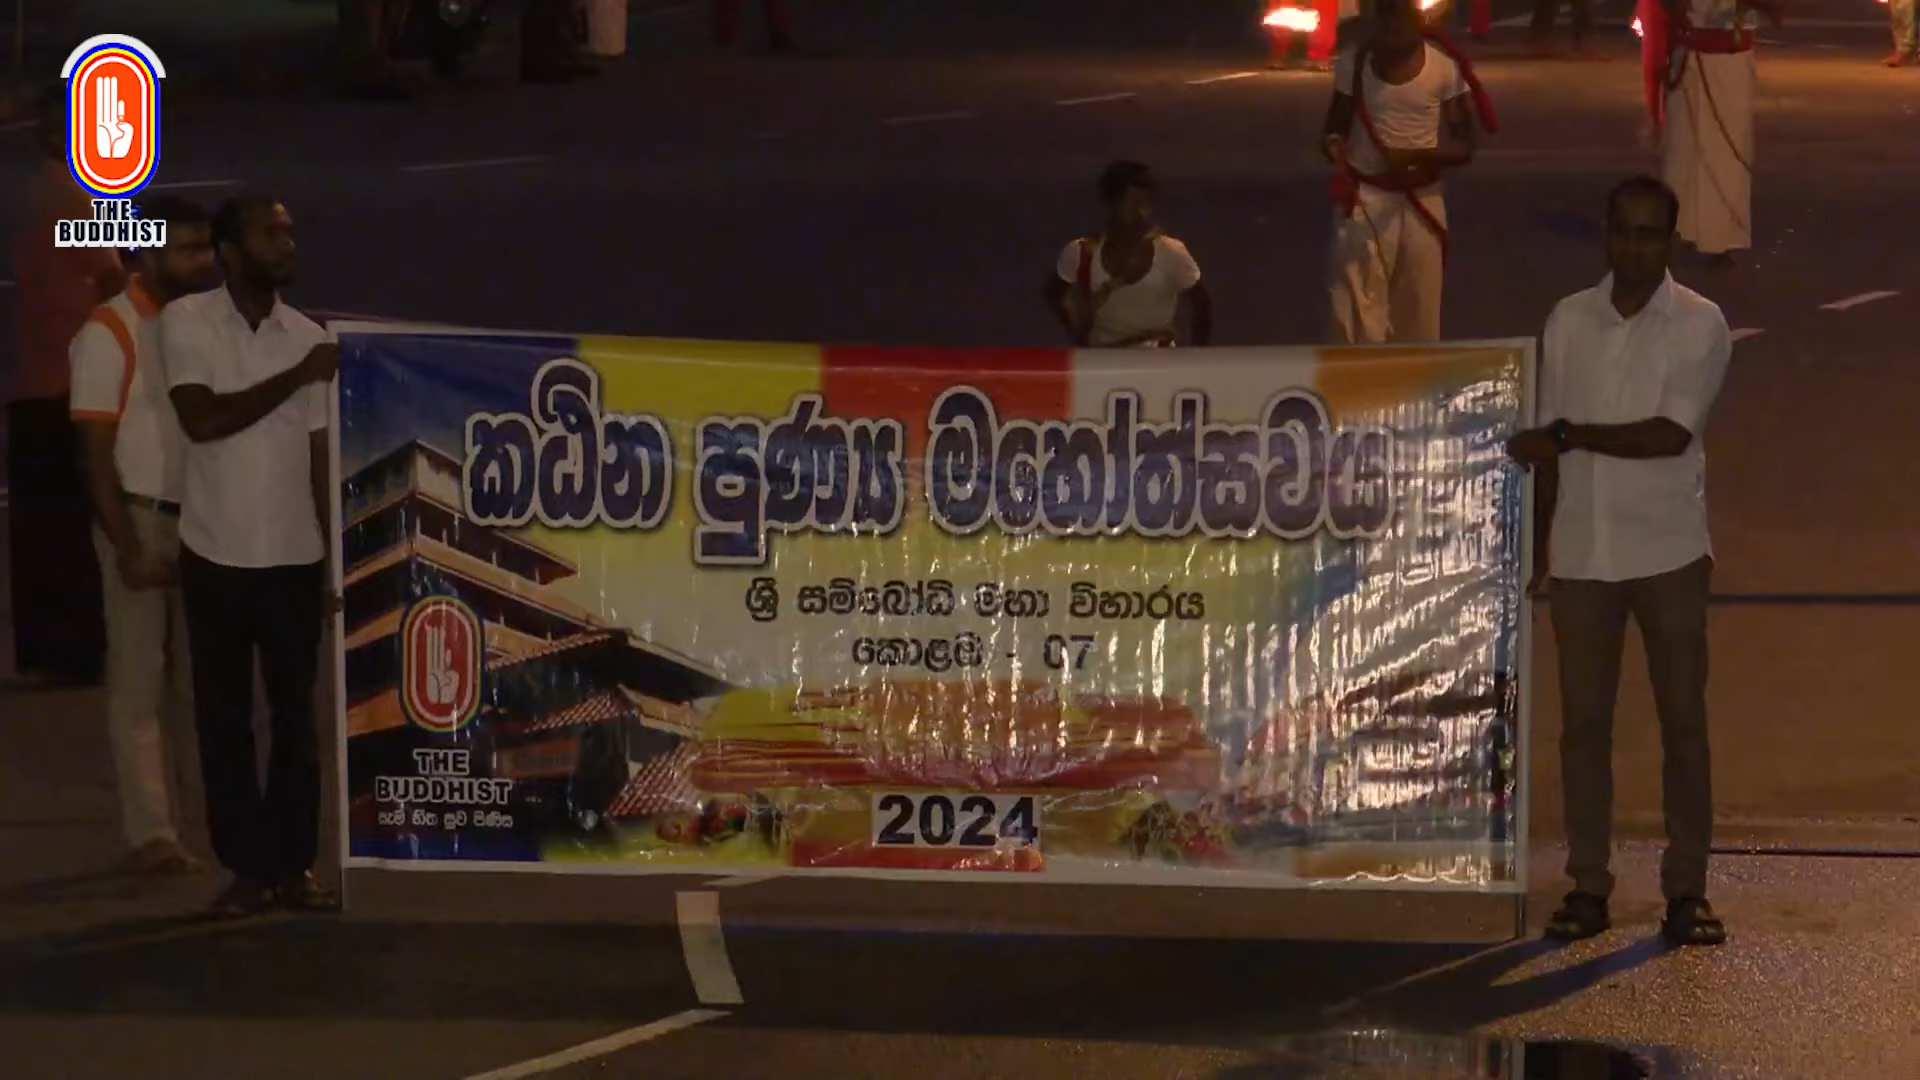 THE
BUDDHIST
කඨින පුණ්‍ය මහෝත්සවය
ශ්‍රී සම්බෝධි මහා විහාරය
කොළඹ - 07
THE
BUDDHIST
සැම හිත සුව පිණිස
2024